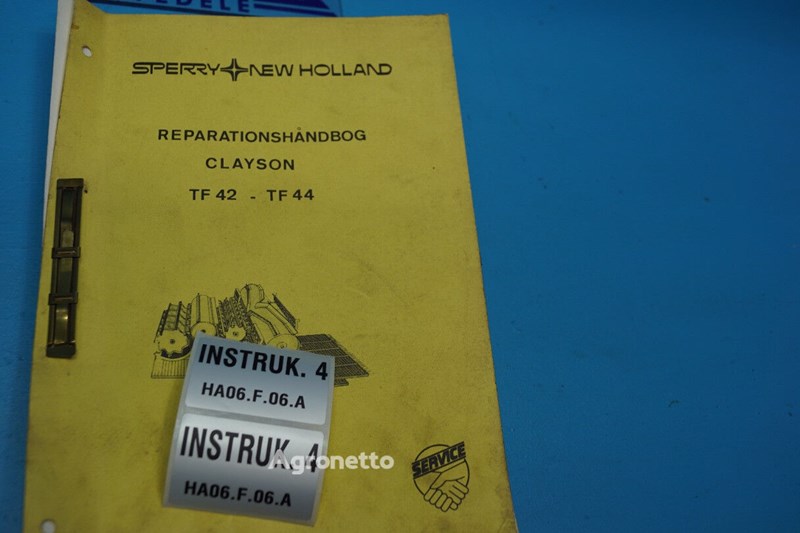 SPERRY NEW HOLLAND
REPARATIONSHÅNDBOG
CLAYSON
TF 42 - TF 44
INSTRUK. 4
HA06.F.06.A
INSTRUK. 4
HA06.F.06.A
Agronetto
SERVICE